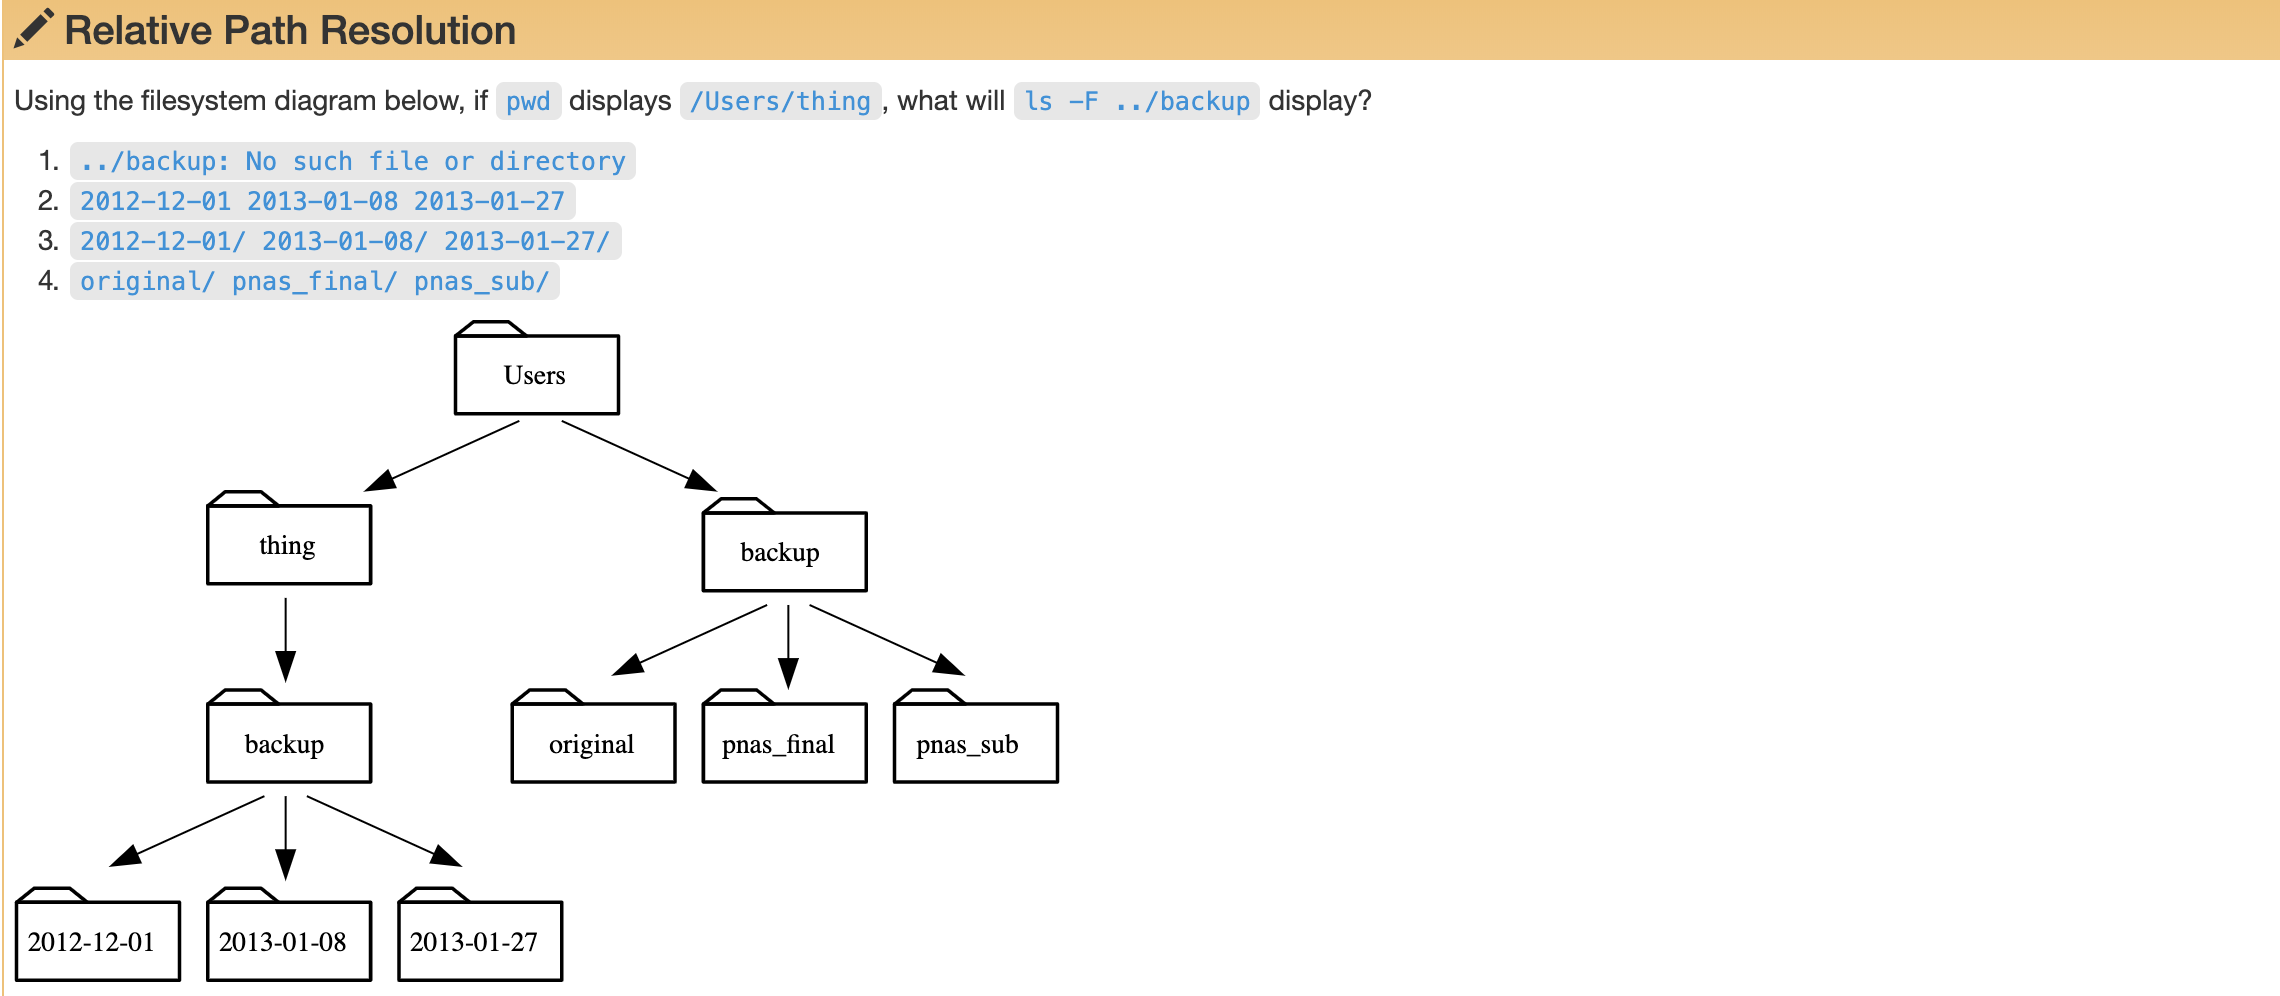 Relative Path Resolution
Using the filesystem diagram below, if pwd displays /Users/thing, what will ls -F ../backup display?
1. ../backup: No such file or directory
2. 2012-12-01 2013-01-08 2013-01-27
3. 2012-12-01/ 2013-01-08/ 2013-01-27/
4. original/ pnas_final/ pnas_sub/
Users
thing
backup
backup
original
pnas_final
pnas_sub
2012-12-01
2013-01-08
2013-01-27